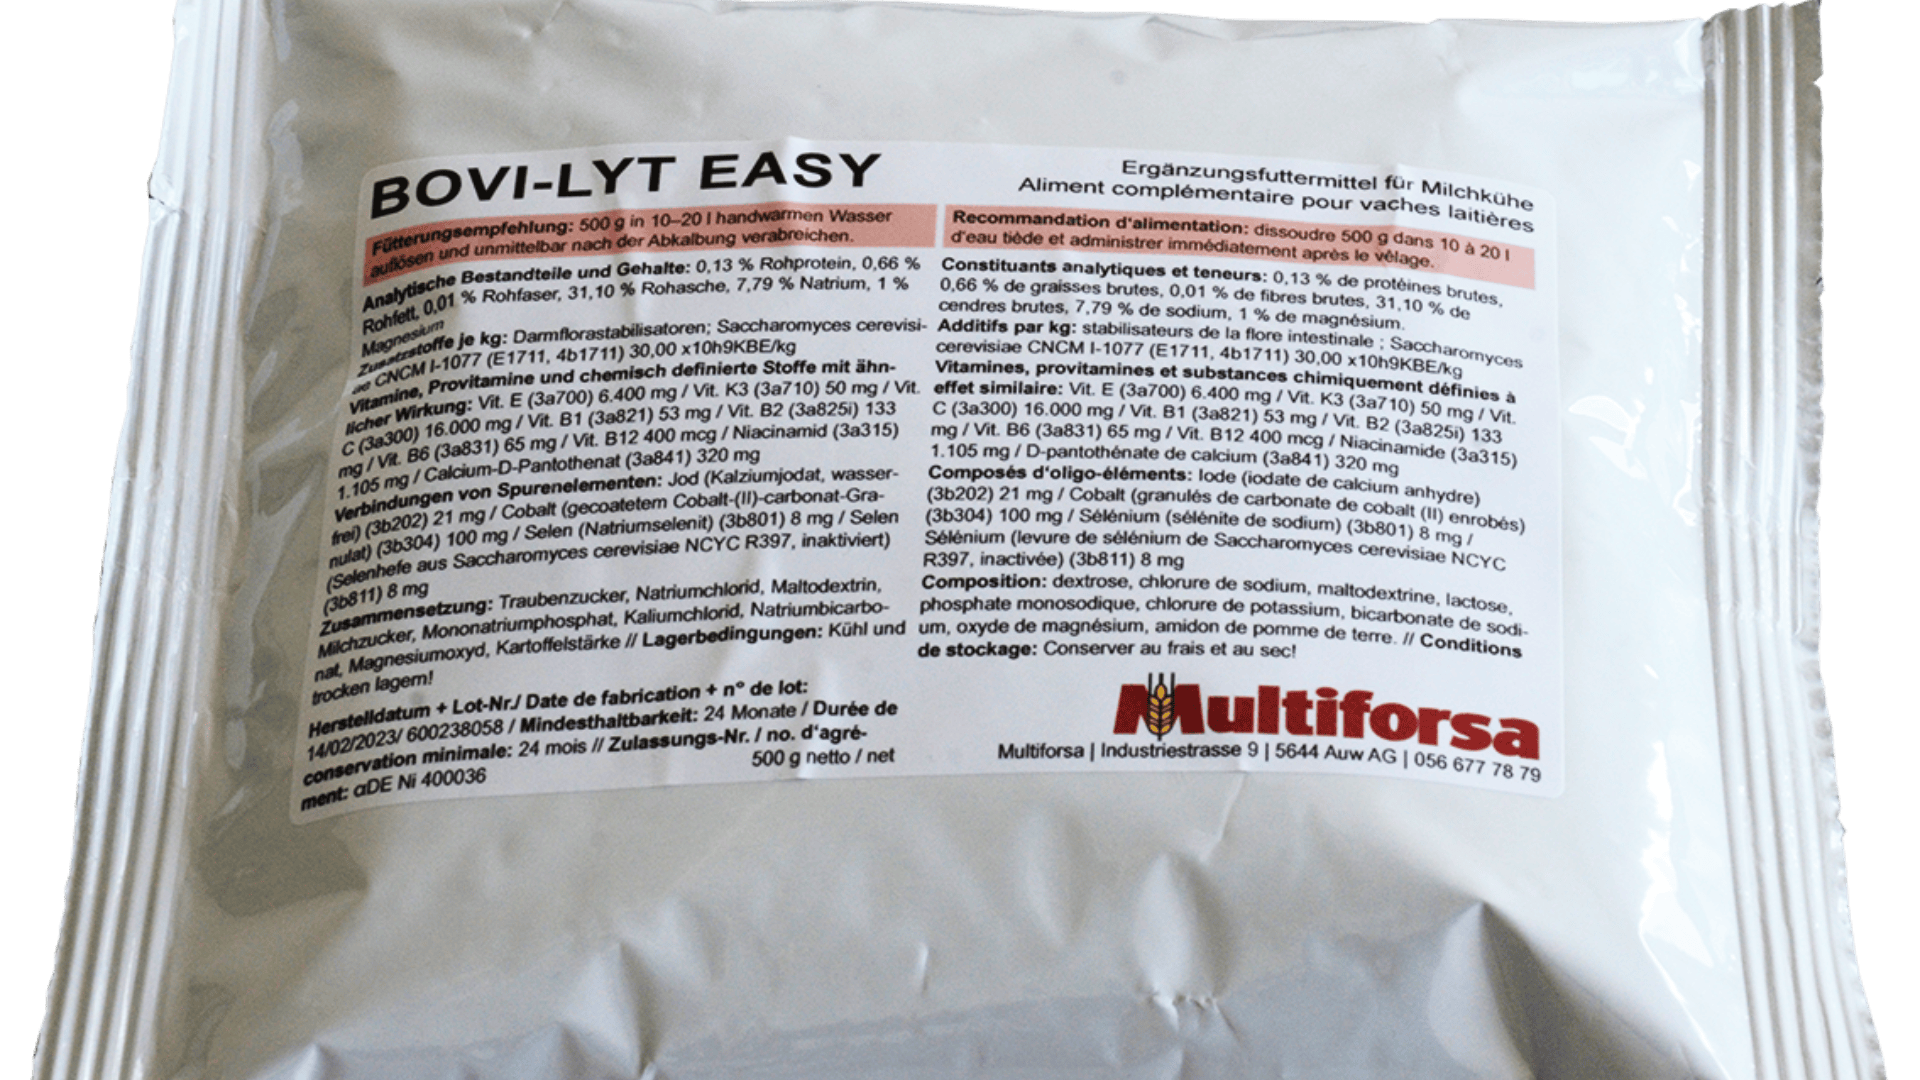 BOVI-LYT EASY
Ergänzungsfuttermittel für Milchkühe
Aliment complémentaire pour vaches laitières
Fütterungsempfehlung: 500 g in 10–20 l handwarmen Wasser
auflösen und unmittelbar nach der Abkalbung verabreichen.
Analytische Bestandteile und Gehalte: 0,13 % Rohprotein, 0,66 %
Rohfett, 0,01 % Rohfaser, 31,10 % Rohasche, 7,79 % Natrium, 1 %
Magnesium
Zusatzstoffe je kg: Darmflorastabilisatoren; Saccharomyces cerevisi-
ae CNCM I-1077 (E1711, 4b1711) 30,00 x10h9KBE/kg
Vitamine, Provitamine und chemisch definierte Stoffe mit ähn-
licher Wirkung: Vit. E (3a700) 6.400 mg / Vit. K3 (3a710) 50 mg / Vit.
C (3a300) 16.000 mg / Vit. B1 (3a821) 53 mg / Vit. B2 (3a825i) 133
mg / Vit. B6 (3a831) 65 mg / Vit. B12 400 mcg / Niacinamid (3a315)
1.105 mg / Calcium-D-Pantothenat (3a841) 320 mg
Verbindungen von Spurenelementen: Jod (Kalziumjodat, wasser-
frei) (3b202) 21 mg / Cobalt (gecoatetem Cobalt-(II)-carbonat-Gra-
nulat) (3b304) 100 mg / Selen (Natriumselenit) (3b801) 8 mg / Selen
(Selenhefe aus Saccharomyces cerevisiae NCYC R397, inaktiviert)
(3b811) 8 mg
Zusammensetzung: Traubenzucker, Natriumchlorid, Maltodextrin,
Milchzucker, Mononatriumphosphat, Kaliumchlorid, Natriumbicarbo-
nat, Magnesiumoxyd, Kartoffelstärke // Lagerbedingungen: Kühl und
trocken lagern!
Herstelldatum + Lot-Nr./ Date de fabrication + n° de lot:
14/02/2023/ 600238058 / Mindesthaltbarkeit: 24 Monate / Durée de
conservation minimale: 24 mois // Zulassungs-Nr. / no. d'agré-
ment: αDE Ni 400036
500 g netto / net
Recommandation d'alimentation: dissoudre 500 g dans 10 à 20 l
d'eau tiède et administrer immédiatement après le vêlage.
Constituants analytiques et teneurs: 0,13 % de protéines brutes,
0,66 % de graisses brutes, 0,01 % de fibres brutes, 31,10 % de
cendres brutes, 7,79 % de sodium, 1 % de magnésium.
Additifs par kg: stabilisateurs de la flore intestinale ; Saccharomyces
cerevisiae CNCM I-1077 (E1711, 4b1711) 30,00 x10h9KBE/kg
Vitamines, provitamines et substances chimiquement définies à
effet similaire: Vit. E (3a700) 6.400 mg / Vit. K3 (3a710) 50 mg / Vit.
C (3a300) 16.000 mg / Vit. B1 (3a821) 53 mg / Vit. B2 (3a825i) 133
mg / Vit. B6 (3a831) 65 mg / Vit. B12 400 mcg / Niacinamide (3a315)
1.105 mg / D-pantothénate de calcium (3a841) 320 mg
Composés d'oligo-éléments: Iode (iodate de calcium anhydre)
(3b202) 21 mg / Cobalt (granulés de carbonate de cobalt (II) enrobés)
(3b304) 100 mg / Sélénium (sélénite de sodium) (3b801) 8 mg /
Sélénium (levure de sélénium de Saccharomyces cerevisiae NCYC
R397, inactivée) (3b811) 8 mg
Composition: dextrose, chlorure de sodium, maltodextrine, lactose,
phosphate monosodique, chlorure de potassium, bicarbonate de sodi-
um, oxyde de magnésium, amidon de pomme de terre. // Conditions
de stockage: Conserver au frais et au sec!
Multiforsa
Multiforsa | Industriestrasse 9 | 5644 Auw AG | 056 677 78 79